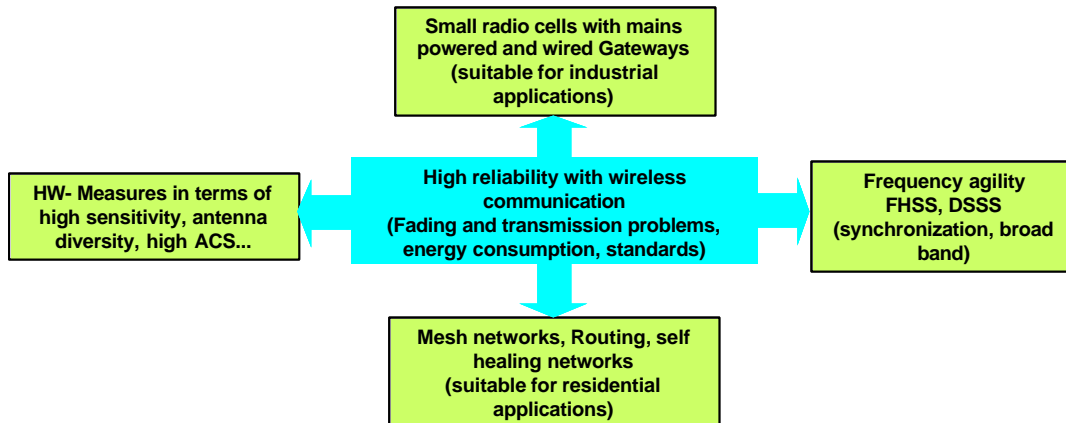 Small radio cells with mains
powered and wired Gateways
(suitable for industrial
applications)
HW- Measures in terms of
high sensitivity, antenna
diversity, high ACS...
High reliability with wireless
communication
(Fading and transmission problems,
energy consumption, standards)
Frequency agility
FHSS, DSSS
(synchronization, broad
band)
Mesh networks, Routing, self
healing networks
(suitable for residential
applications)